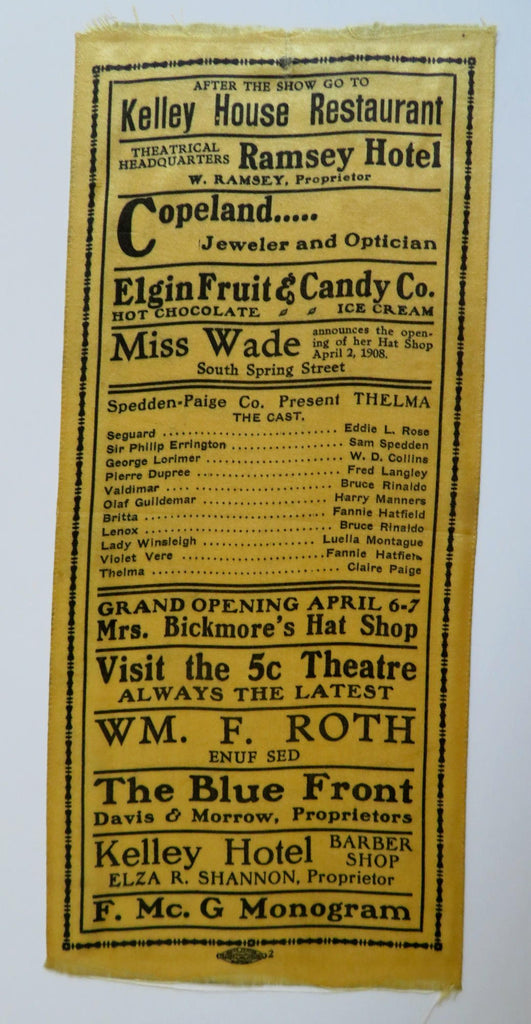 AFTER THE SHOW GO TO
Kelley House Restaurant
THEATRICAL HEADQUARTERS Ramsey Hotel
W. RAMSEY, Proprietor
Copeland.....
Jeweler and Optician
Elgin Fruit & Candy Co.
HOT CHOCOLATE ICE CREAM
Miss Wade announces the open-
ing of her Hat Shop
April 2, 1908.
South Spring Street
Spedden-Paige Co. Present THELMA
THE CAST.
Seguard ........................ Eddie L. Rose
Sir Philip Errington ........................ Sam Spedden
George Lorimer ........................ W. D. Collins
Pierre Dupree ........................ Fred Langley
Valdimar ........................ Bruce Rinaldo
Olaf Guildemar ........................ Harry Manners
Britta ........................ Fannie Hatfield
Lenox ........................ Bruce Rinaldo
Lady Winsleigh ........................ Luella Montague
Violet Vere ........................ Fannie Hatfiel
Thelma ........................ Claire Paige
GRAND OPENING APRIL 6-7
Mrs. Bickmore's Hat Shop
Visit the 5c Theatre
ALWAYS THE LATEST
WM. F. ROTH
ENUF SED
The Blue Front
Davis & Morrow, Proprietors
Kelley Hotel BARBER SHOP
ELZA R. SHANNON, Proprietor
F. Mc. G Monogram
2